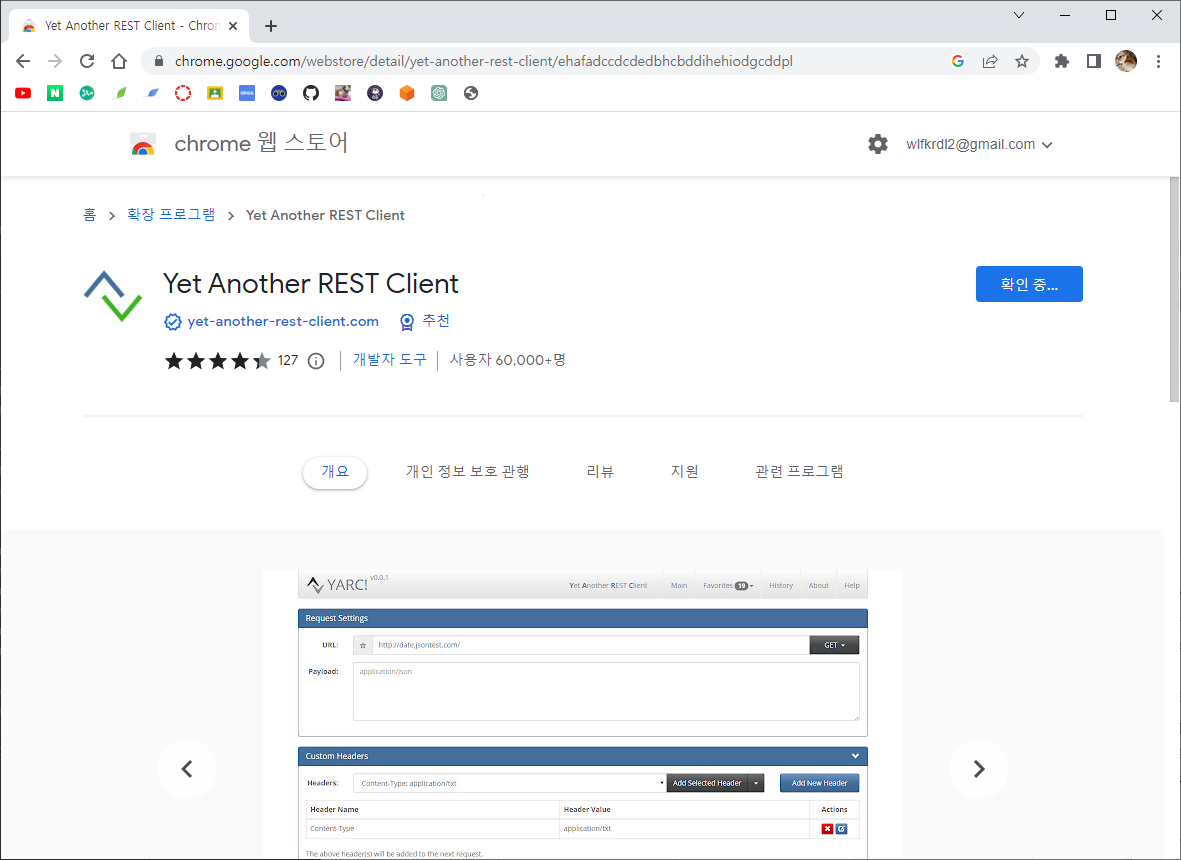 Yet Another REST Client - Chron
chrome.google.com/webstore/detail/yet-another-rest-client/ehafadccdcdedbhcbddihehiodgcddpl
chrome 웹 스토어
wlfkrdl2@gmail.com
홈 > 확장 프로그램 > Yet Another REST Client
Yet Another REST Client
확인 중...
yet-another-rest-client.com 추천
127 개발자 도구 사용자 60,000+명
개요 개인 정보 보호 관행 리뷰 지원 관련 프로그램
YARC! v0.0.1 Yet Another REST Client Main Favorites 19 History About Help
Request Settings
URL: http://date.jsontest.com/ GET
Payload: application/json
Custom Headers
Headers: Content-Type: application/txt Add Selected Header Add New Header
Header Name Header Value Actions
Content-Type application/txt
The above header(s) will be added to the next request.